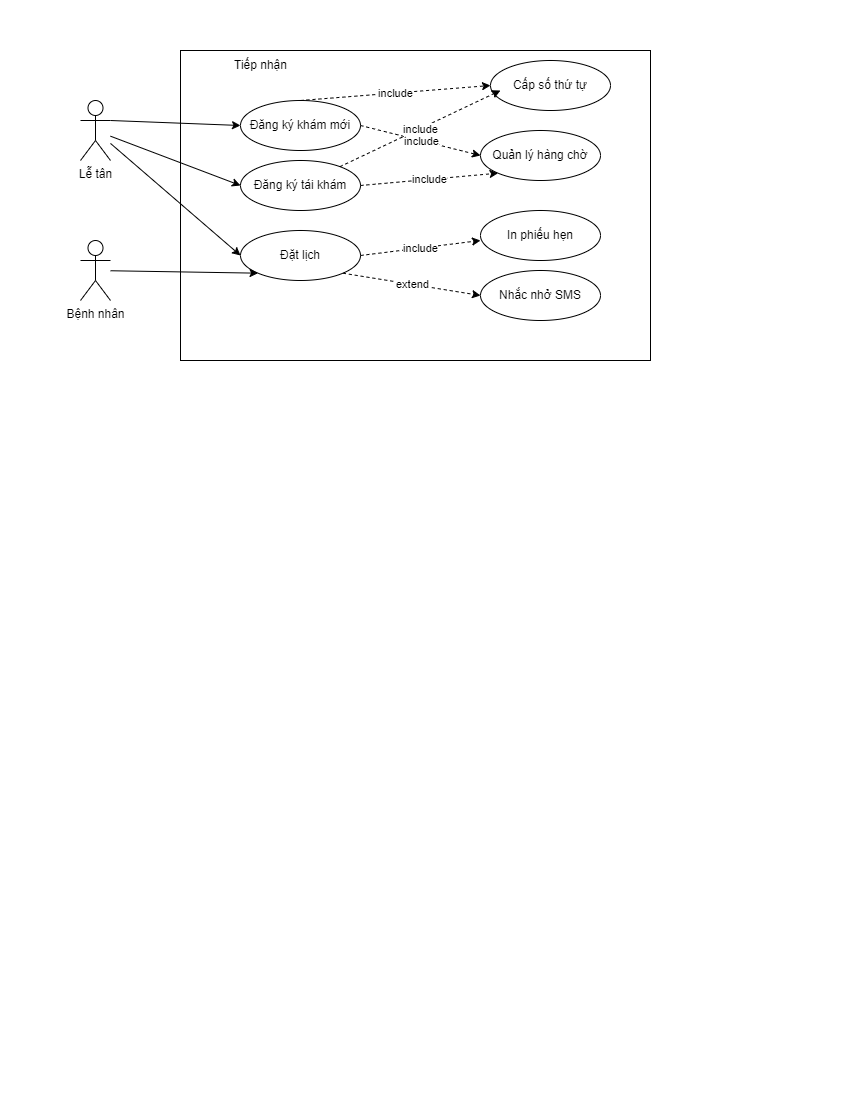 Tiếp nhận
Cấp số thứ tự
include
Đăng ký khám mới
include
include
Quản lý hàng chờ
Lễ tân
Đăng ký tái khám
include
In phiếu hẹn
include
Đặt lịch
extend
Nhắc nhở SMS
Bệnh nhân